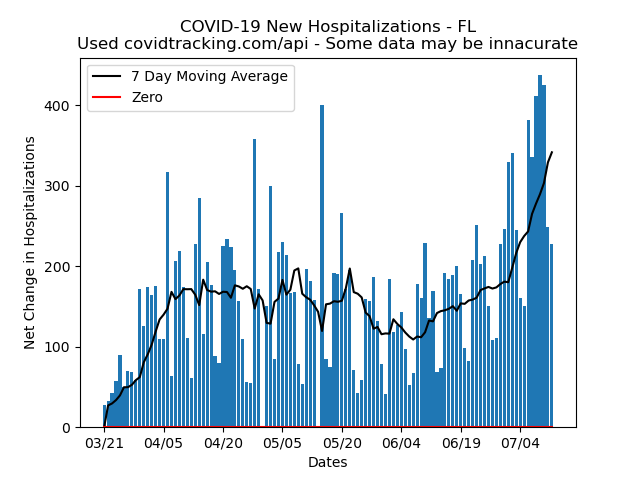 COVID-19 New Hospitalizations - FL
Used covidtracking.com/api - Some data may be innacurate
7 Day Moving Average
Zero
Net Change in Hospitalizations
400
300
200
100
0
03/21 04/05 04/20 05/05 05/20 06/04 06/19 07/04
Dates